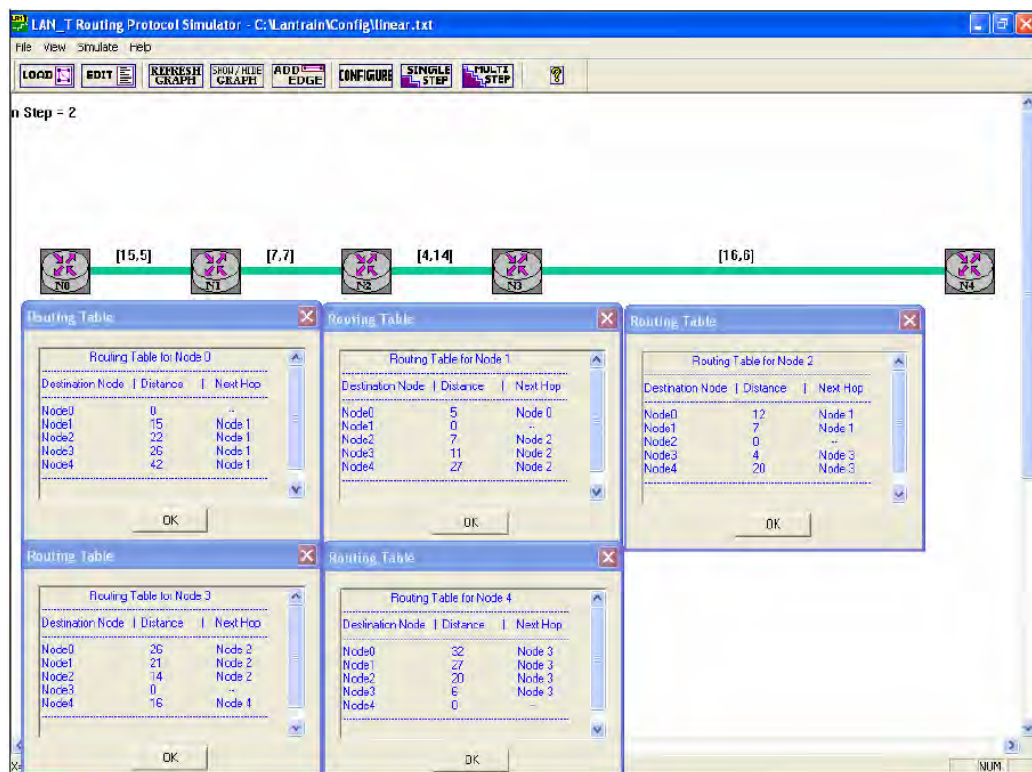 LAN_T Routing Protocol Simulator - C:\Lantrain\Config\linear.txt
File View Simulate Help
LOAD EDIT REFRESH GRAPH SHOW/HIDE GRAPH ADD EDGE CONFIGURE SINGLE STEP MULTI STEP
n Step = 2
[15,5] [7,7] [4,14] [16,6]
N0 N1 N2 N3 N4
Routing Table
Routing Table for Node 0
Destination Node | Distance | Next Hop
Node0 0 --
Node1 15 Node 1
Node2 22 Node 1
Node3 26 Node 1
Node4 42 Node 1
OK
Routing Table
Routing Table for Node 1
Destination Node | Distance | Next Hop
Node0 5 Node 0
Node1 0 --
Node2 7 Node 2
Node3 11 Node 2
Node4 27 Node 2
OK
Routing Table
Routing Table for Node 2
Destination Node | Distance | Next Hop
Node0 12 Node 1
Node1 7 Node 1
Node2 0 --
Node3 4 Node 3
Node4 20 Node 3
OK
Routing Table
Routing Table for Node 3
Destination Node | Distance | Next Hop
Node0 26 Node 2
Node1 21 Node 2
Node2 14 Node 2
Node3 0 --
Node4 16 Node 4
OK
Routing Table
Routing Table for Node 4
Destination Node | Distance | Next Hop
Node0 32 Node 3
Node1 27 Node 3
Node2 20 Node 3
Node3 6 Node 3
Node4 0 --
OK
X=
NUM